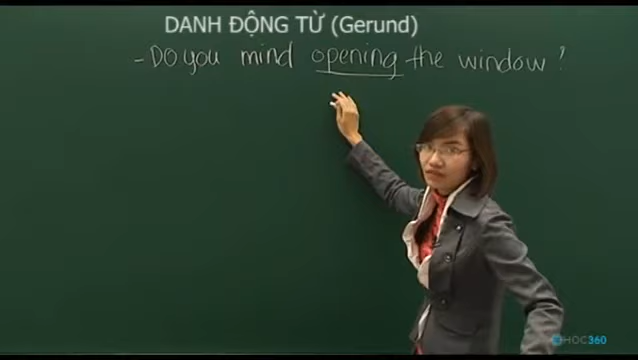 DANH ĐỘNG TỪ (Gerund)
- Do you mind opening the window?
HOC360